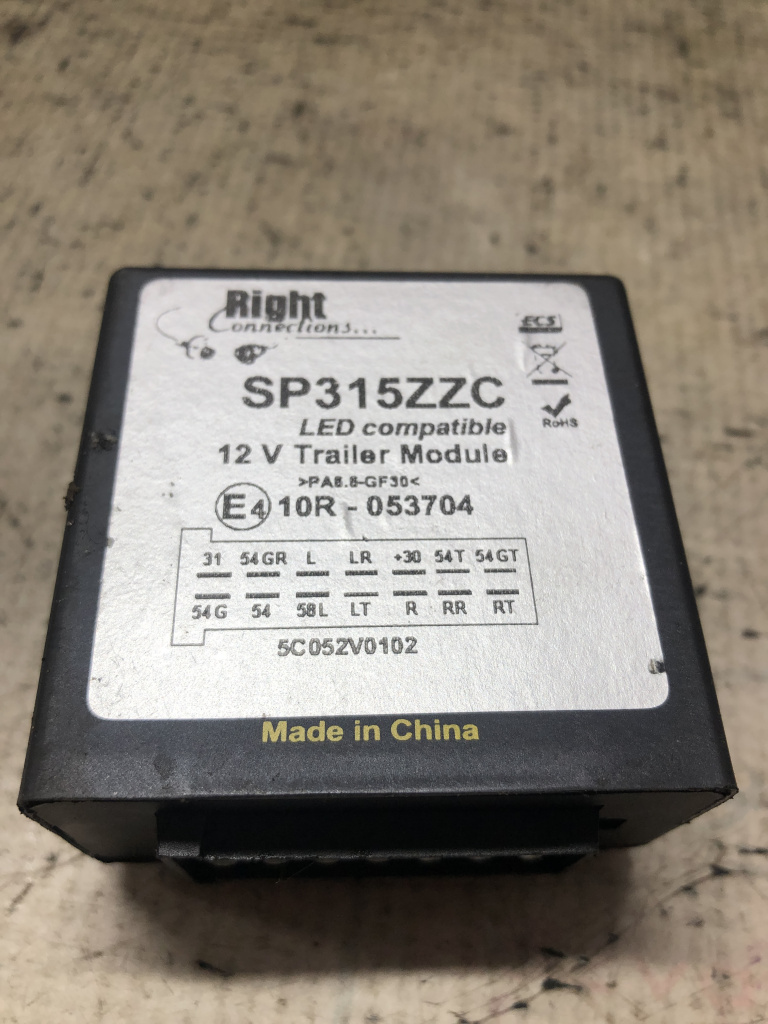 Right
Connections...
ECS
SP315ZZC
RoHS
LED compatible
12 V Trailer Module
>PA6.6-GF30<
E4 10R - 053704
31 54GR L LR +30 54T 54GT
54G 54 58L LT R RR RT
5C052V0102
Made in China